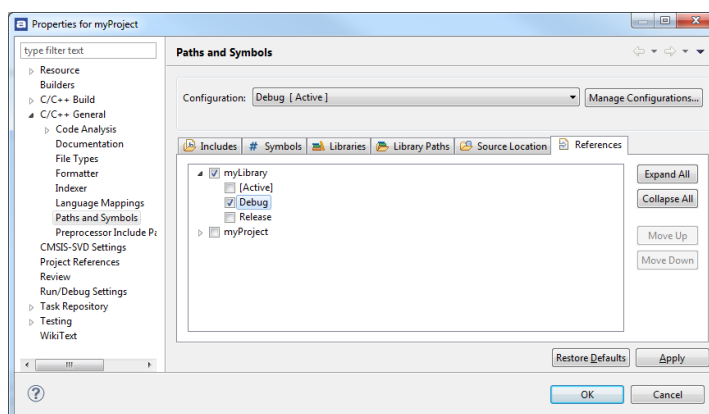 Properties for myProject
type filter text
Resource
Builders
C/C++ Build
C/C++ General
Code Analysis
Documentation
File Types
Formatter
Indexer
Language Mappings
Paths and Symbols
Preprocessor Include Pa
CMSIS-SVD Settings
Project References
Review
Run/Debug Settings
Task Repository
Testing
WikiText
Paths and Symbols
Configuration: Debug [ Active ] Manage Configurations...
Includes # Symbols Libraries Library Paths Source Location References
myLibrary
[Active]
Debug
Release
myProject
Expand All
Collapse All
Move Up
Move Down
Restore Defaults Apply
OK Cancel